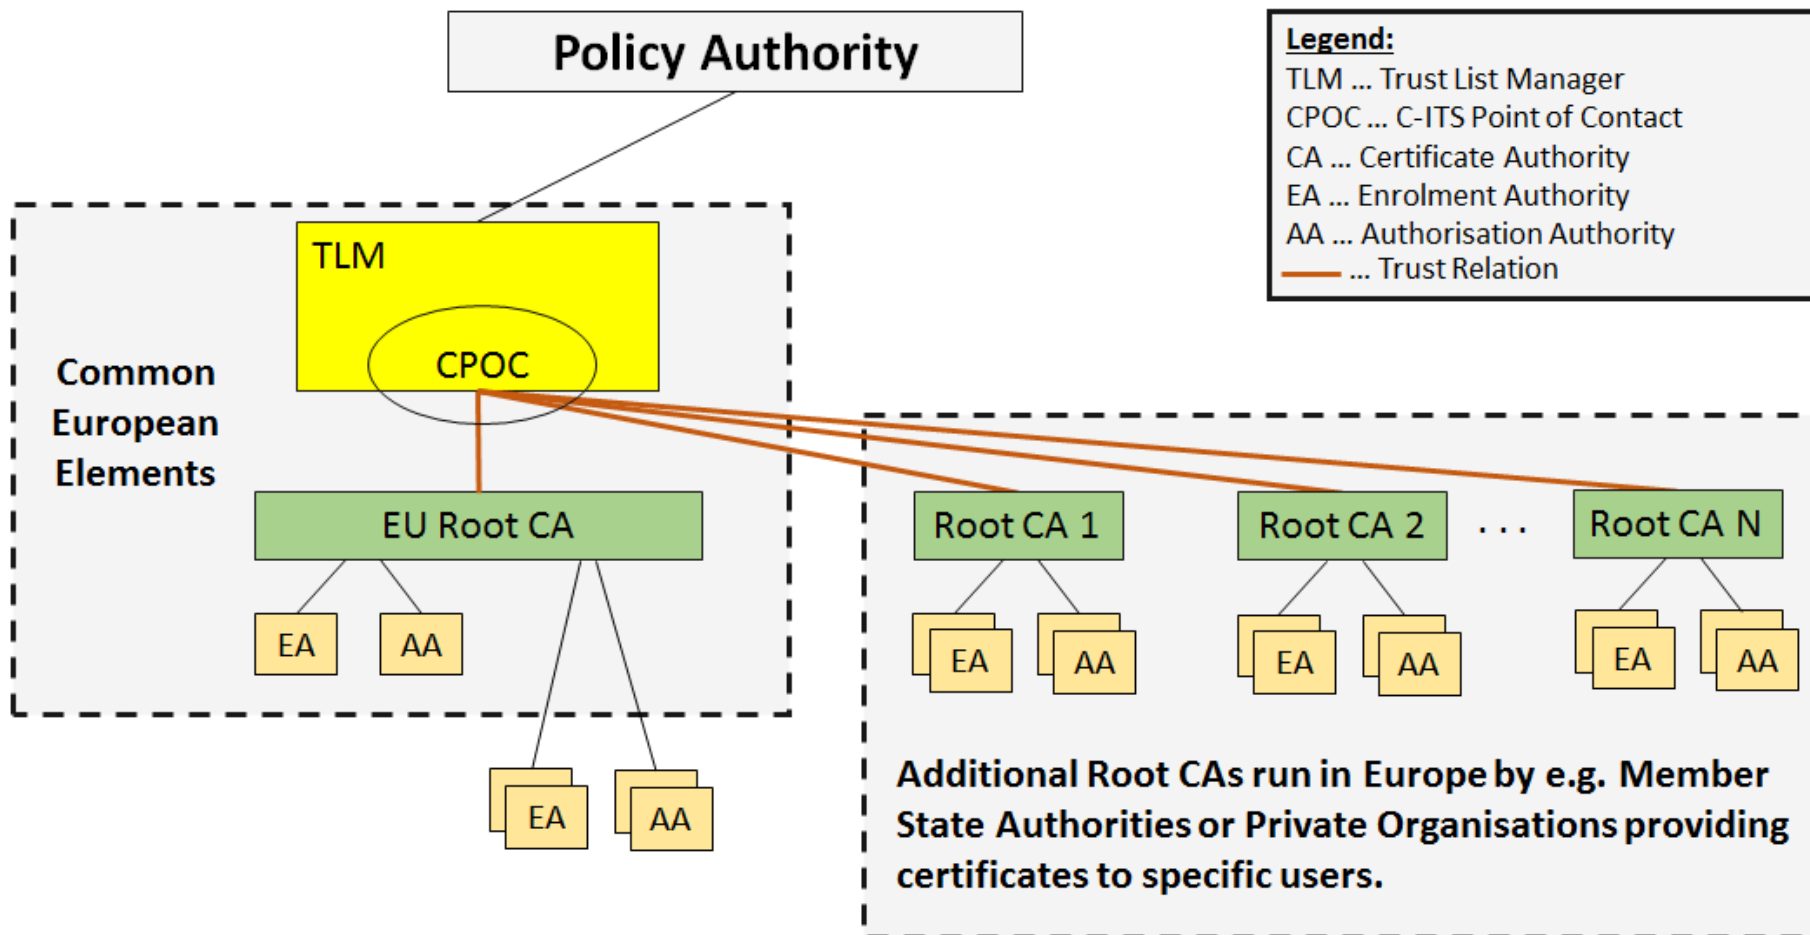 Policy Authority
Legend:
TLM ... Trust List Manager
CPOC ... C-ITS Point of Contact
CA ... Certificate Authority
EA ... Enrolment Authority
AA ... Authorisation Authority
... Trust Relation
TLM
CPOC
Common
European
Elements
EU Root CA
Root CA 1
Root CA 2
. . .
Root CA N
EA
AA
EA
AA
EA
AA
EA
AA
EA
AA
Additional Root CAs run in Europe by e.g. Member
State Authorities or Private Organisations providing
certificates to specific users.